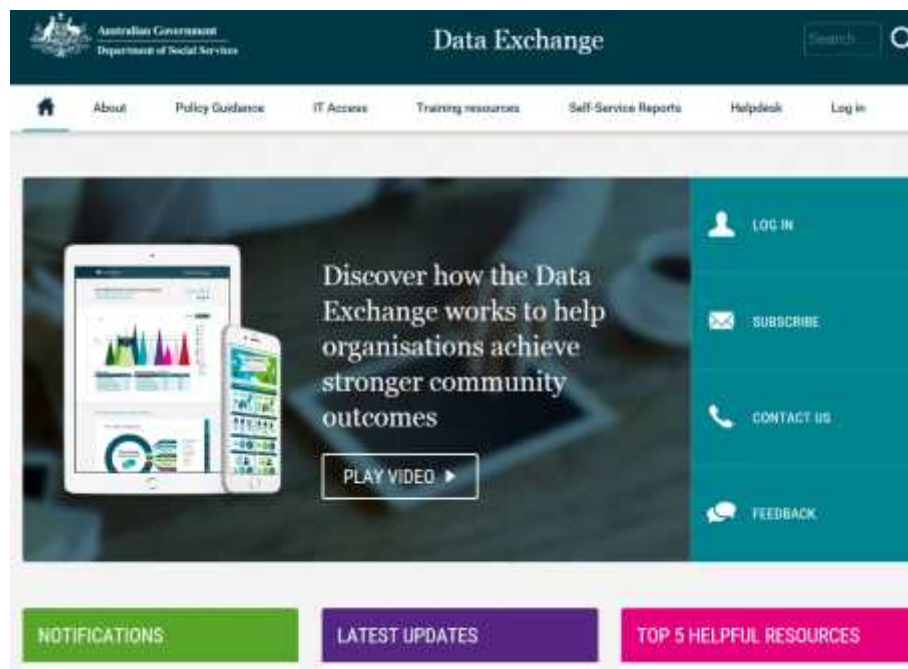 Australian Government
Department of Social Services
Data Exchange
Search
About
Policy Guidance
IT Access
Training resources
Self-Service Reports
Helpdesk
Log in
Discover how the Data
Exchange works to help
organisations achieve
stronger community
outcomes
PLAY VIDEO
LOG IN
SUBSCRIBE
CONTACT US
FEEDBACK
NOTIFICATIONS
LATEST UPDATES
TOP 5 HELPFUL RESOURCES